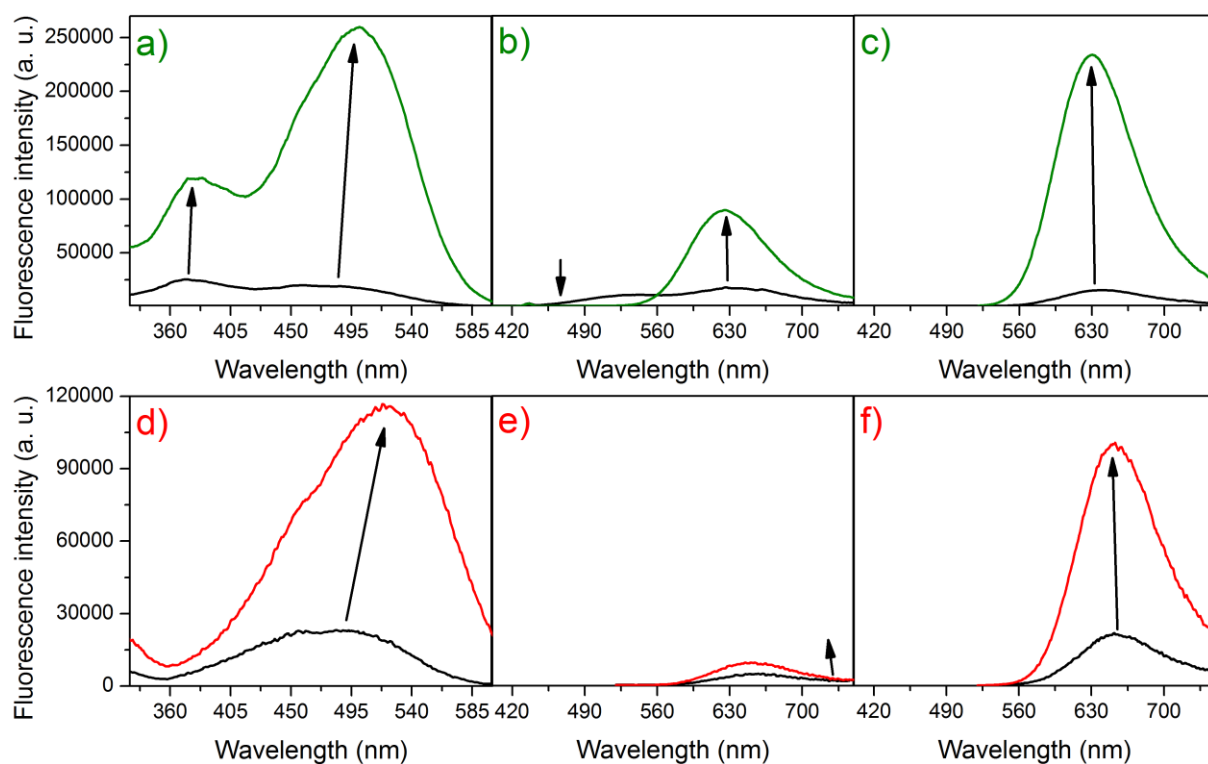 Fluorescence intensity (a. u.)
250000
200000
150000
100000
50000
a)
b)
c)
360 405 450 495 540 585 420 490 560 630 700 420 490 560 630 700
Wavelength (nm) Wavelength (nm) Wavelength (nm)
Fluorescence intensity (a. u.)
120000
90000
60000
30000
0
d)
e)
f)
360 405 450 495 540 585 420 490 560 630 700 420 490 560 630 700
Wavelength (nm) Wavelength (nm) Wavelength (nm)